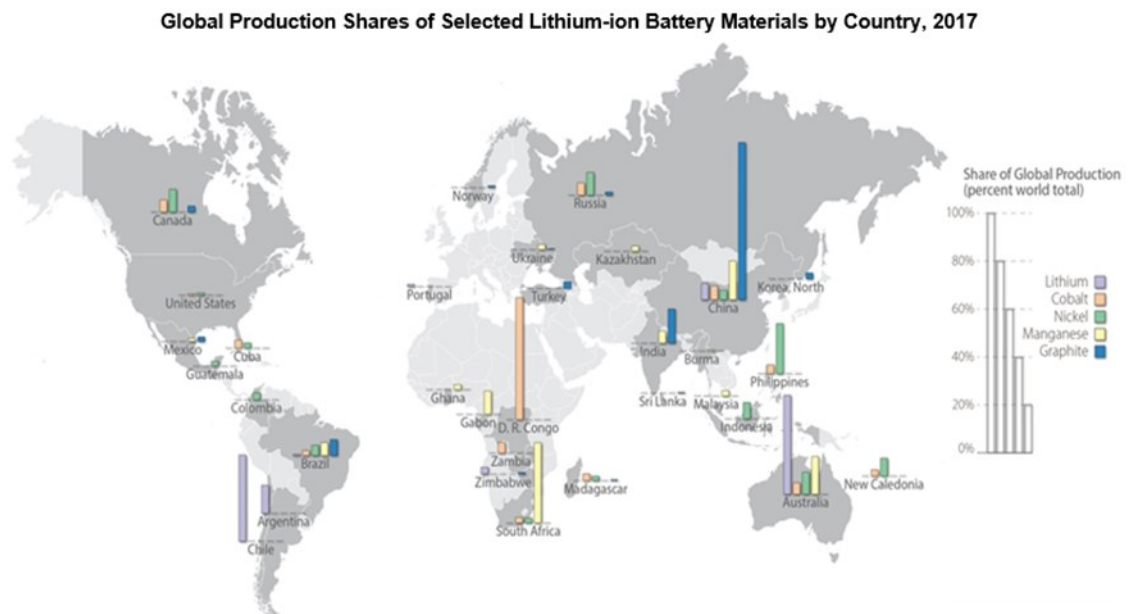 Global Production Shares of Selected Lithium-ion Battery Materials by Country, 2017
Canada
United States
Mexico
Cuba
Guatemala
Colombia
Brazil
Argentina
Chile
Norway
Russia
Ukraine
Kazakhstan
Portugal
Turkey
China
Korea, North
India
Burma
Philippines
Ghana
Gabon
D. R. Congo
Sri Lanka
Malaysia
Indonesia
Zambia
Zimbabwe
Madagascar
South Africa
Australia
New Caledonia
Share of Global Production
(percent world total)
100%
80%
60%
40%
20%
0%
Lithium
Cobalt
Nickel
Manganese
Graphite